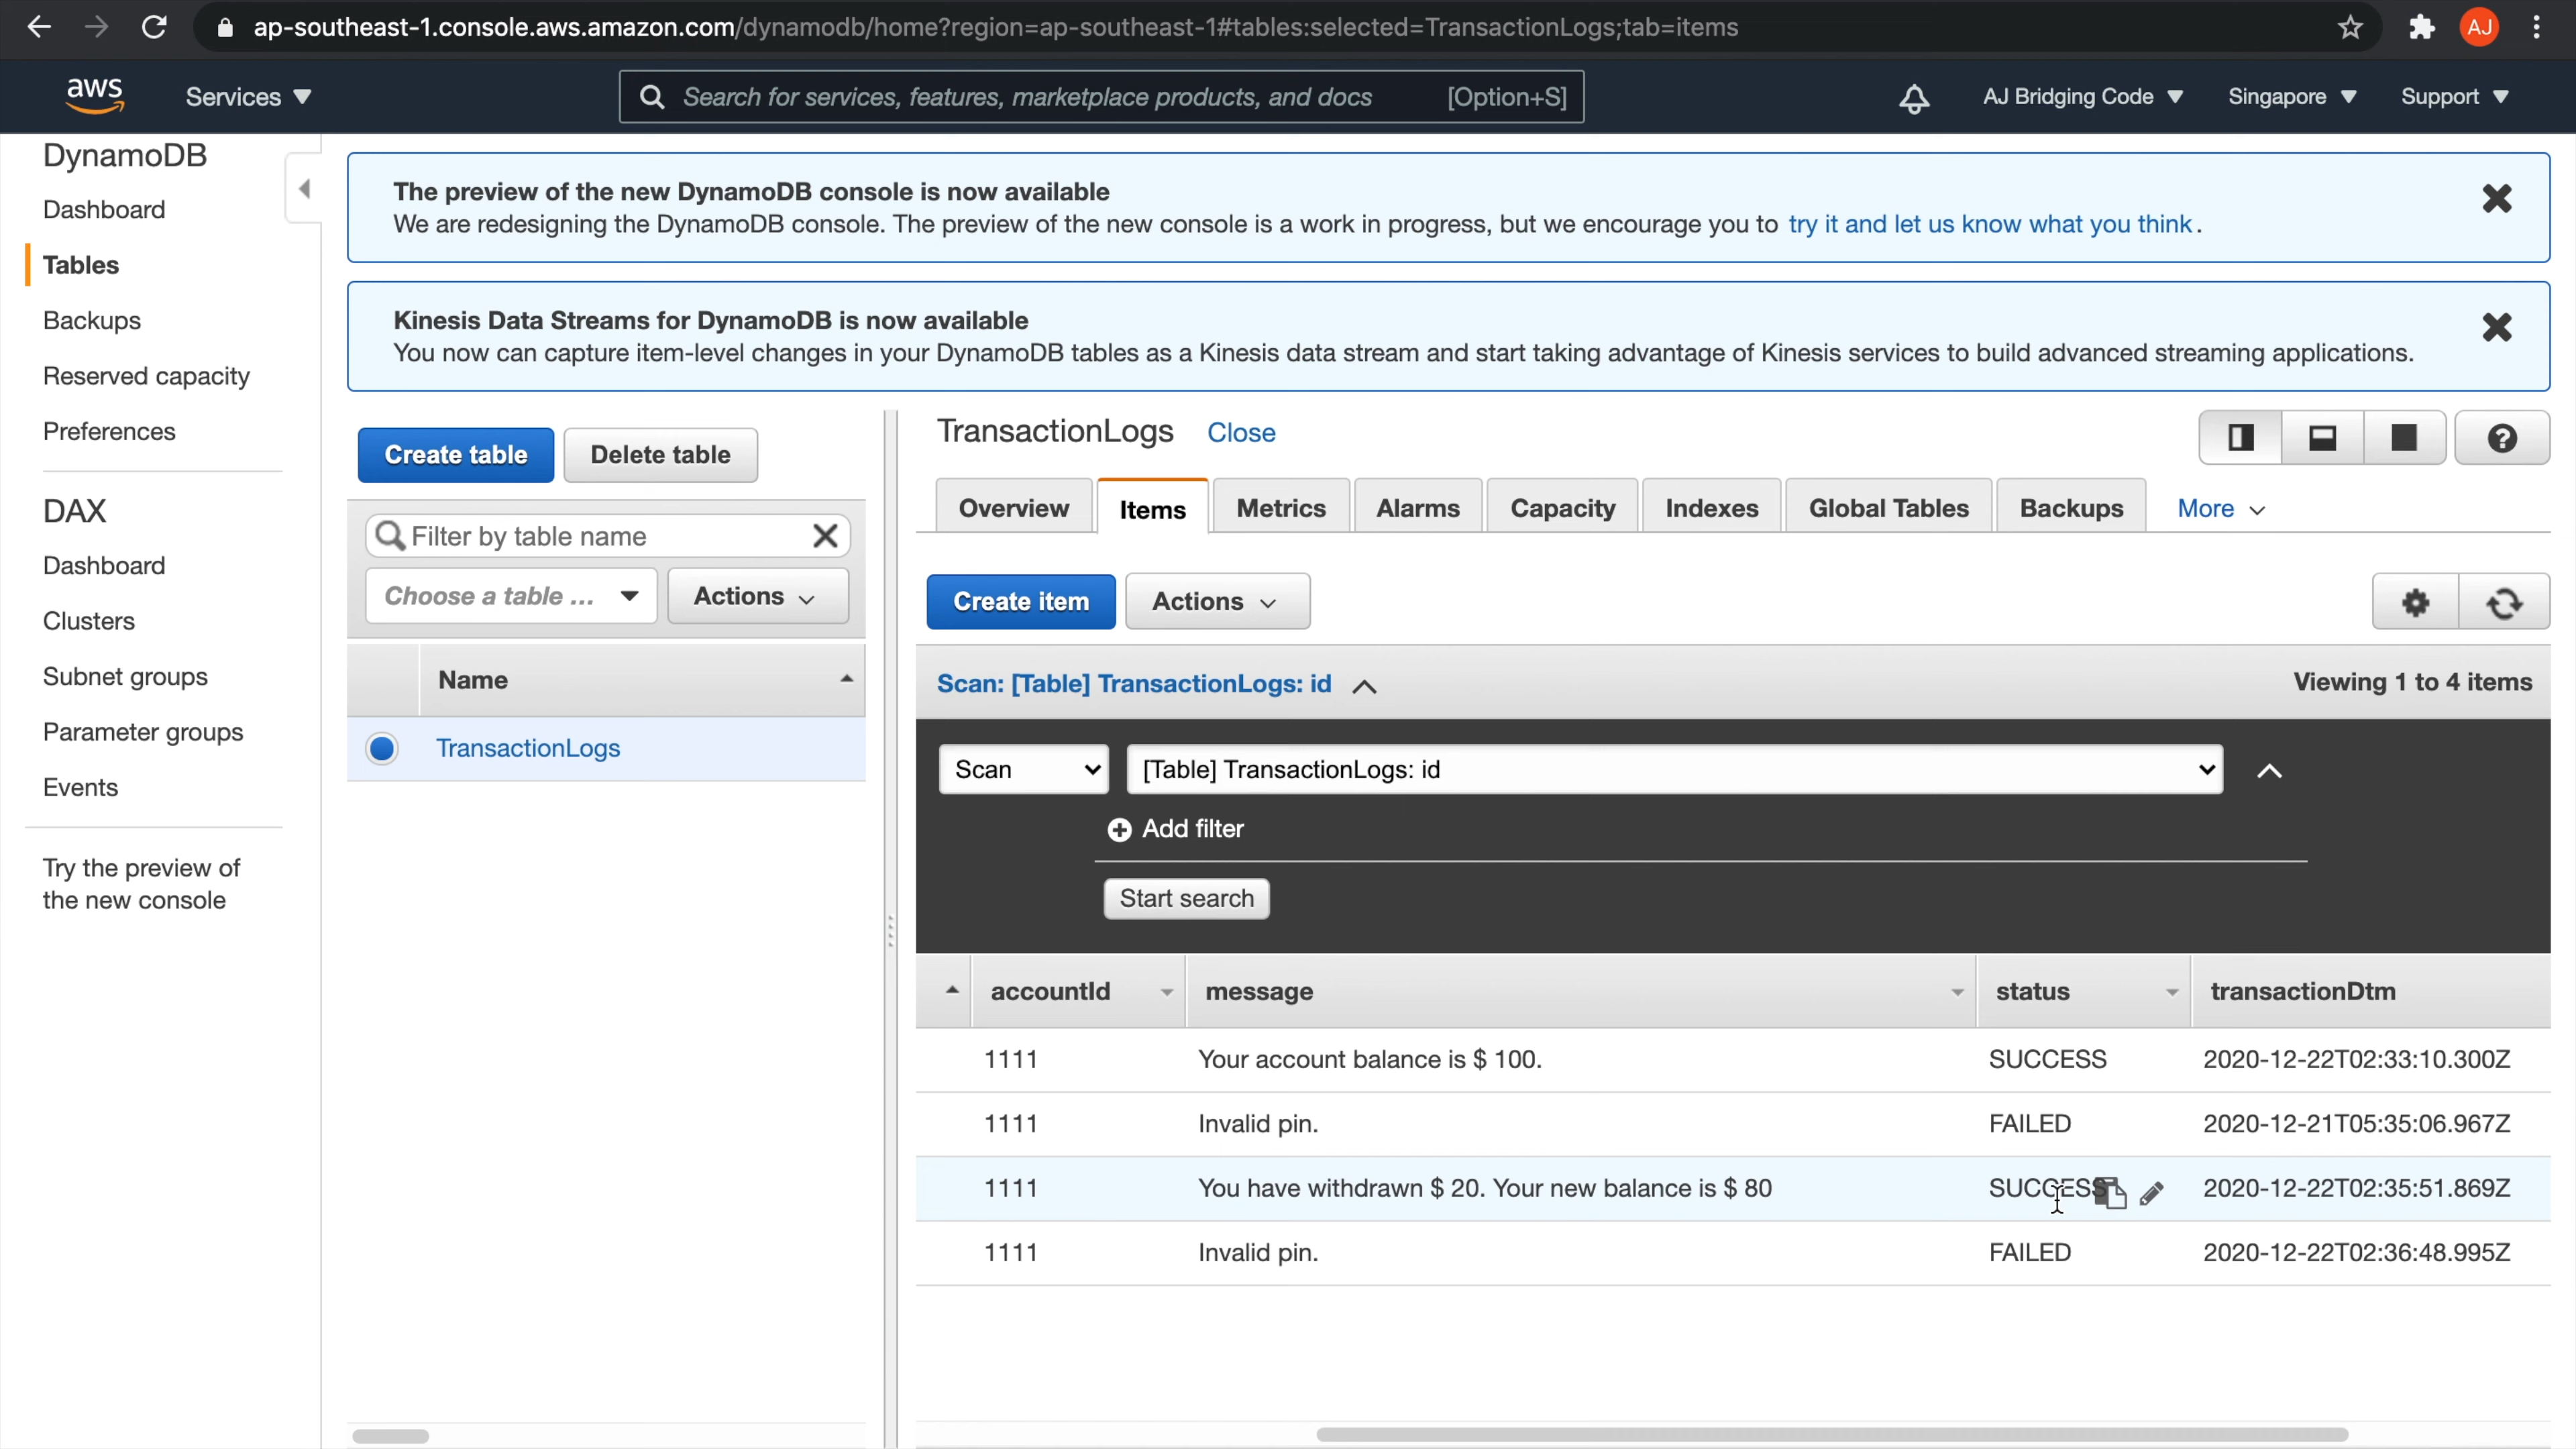 ap-southeast-1.console.aws.amazon.com/dynamodb/home?region=ap-southeast-1#tables:selected=TransactionLogs;tab=items
AJ
aws
Services
Search for services, features, marketplace products, and docs
[Option+S]
AJ Bridging Code
Singapore
Support
DynamoDB
Dashboard
Tables
Backups
Reserved capacity
Preferences
DAX
Dashboard
Clusters
Subnet groups
Parameter groups
Events
Try the preview of
the new console
The preview of the new DynamoDB console is now available
We are redesigning the DynamoDB console. The preview of the new console is a work in progress, but we encourage you to try it and let us know what you think.
Kinesis Data Streams for DynamoDB is now available
You now can capture item-level changes in your DynamoDB tables as a Kinesis data stream and start taking advantage of Kinesis services to build advanced streaming applications.
Create table
Delete table
Filter by table name
Choose a table ...
Actions
Name
TransactionLogs
TransactionLogs Close
Overview Items Metrics Alarms Capacity Indexes Global Tables Backups More
Create item Actions
Scan: [Table] TransactionLogs: id
Viewing 1 to 4 items
Scan
[Table] TransactionLogs: id
Add filter
Start search
accountId message status transactionDtm
1111 Your account balance is $ 100. SUCCESS 2020-12-22T02:33:10.300Z
1111 Invalid pin. FAILED 2020-12-21T05:35:06.967Z
1111 You have withdrawn $ 20. Your new balance is $ 80 SUCCESS 2020-12-22T02:35:51.869Z
1111 Invalid pin. FAILED 2020-12-22T02:36:48.995Z